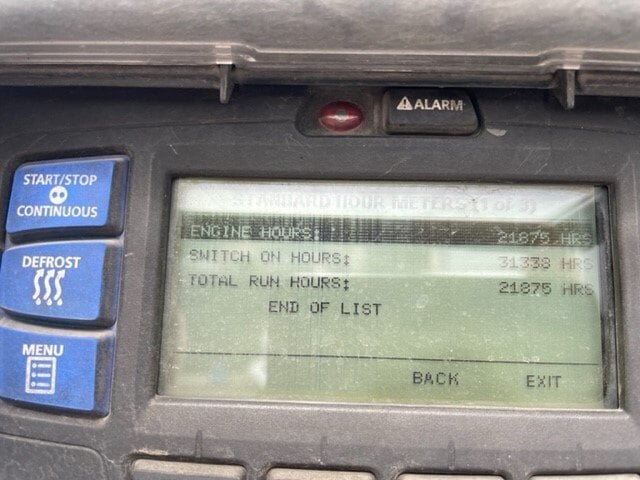 ALARM
START/STOP
CONTINUOUS
DEFROST
MENU
STANDARD HOUR METERS (1 of 3)
ENGINE HOURS: 21875 HRS
SWITCH ON HOURS: 31338 HRS
TOTAL RUN HOURS: 21875 HRS
END OF LIST
BACK EXIT